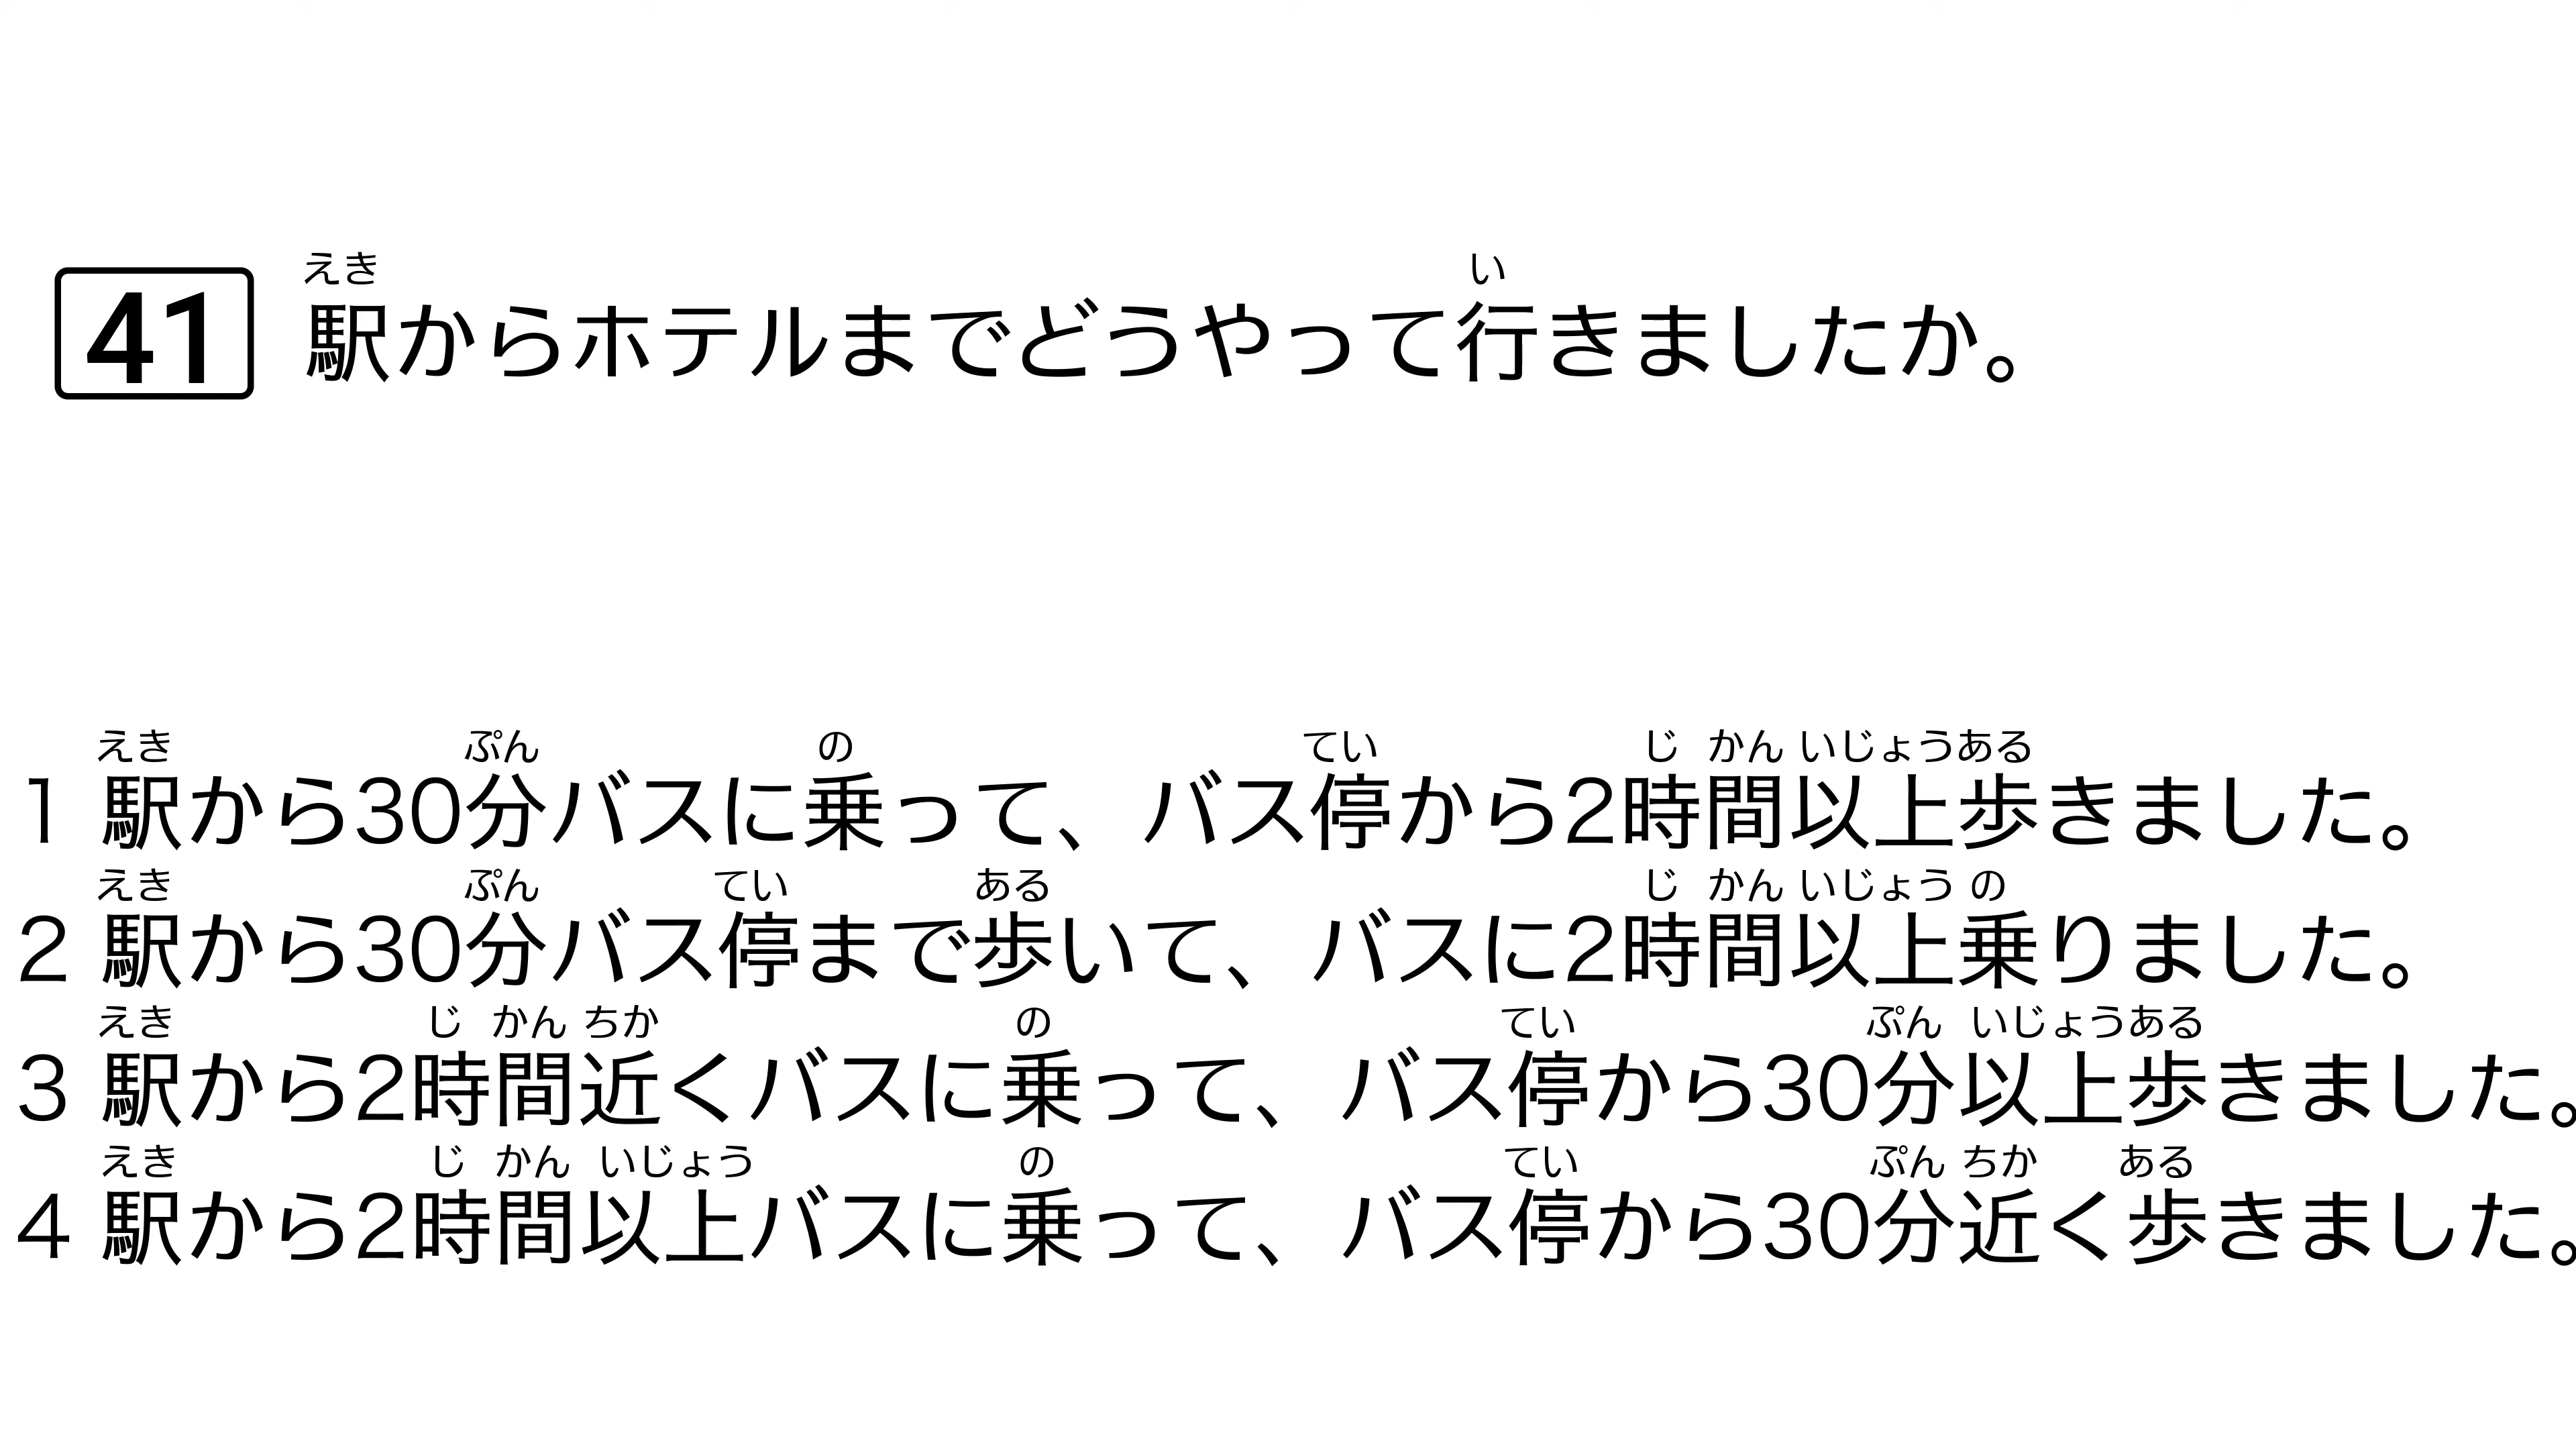 41 駅からホテルまでどうやって行きましたか。
1 駅から30分バスに乗って、バス停から2時間以上歩きました。
2 駅から30分バス停まで歩いて、バスに2時間以上乗りました。
3 駅から2時間近くバスに乗って、バス停から30分以上歩きました。
4 駅から2時間以上バスに乗って、バス停から30分近く歩きました。